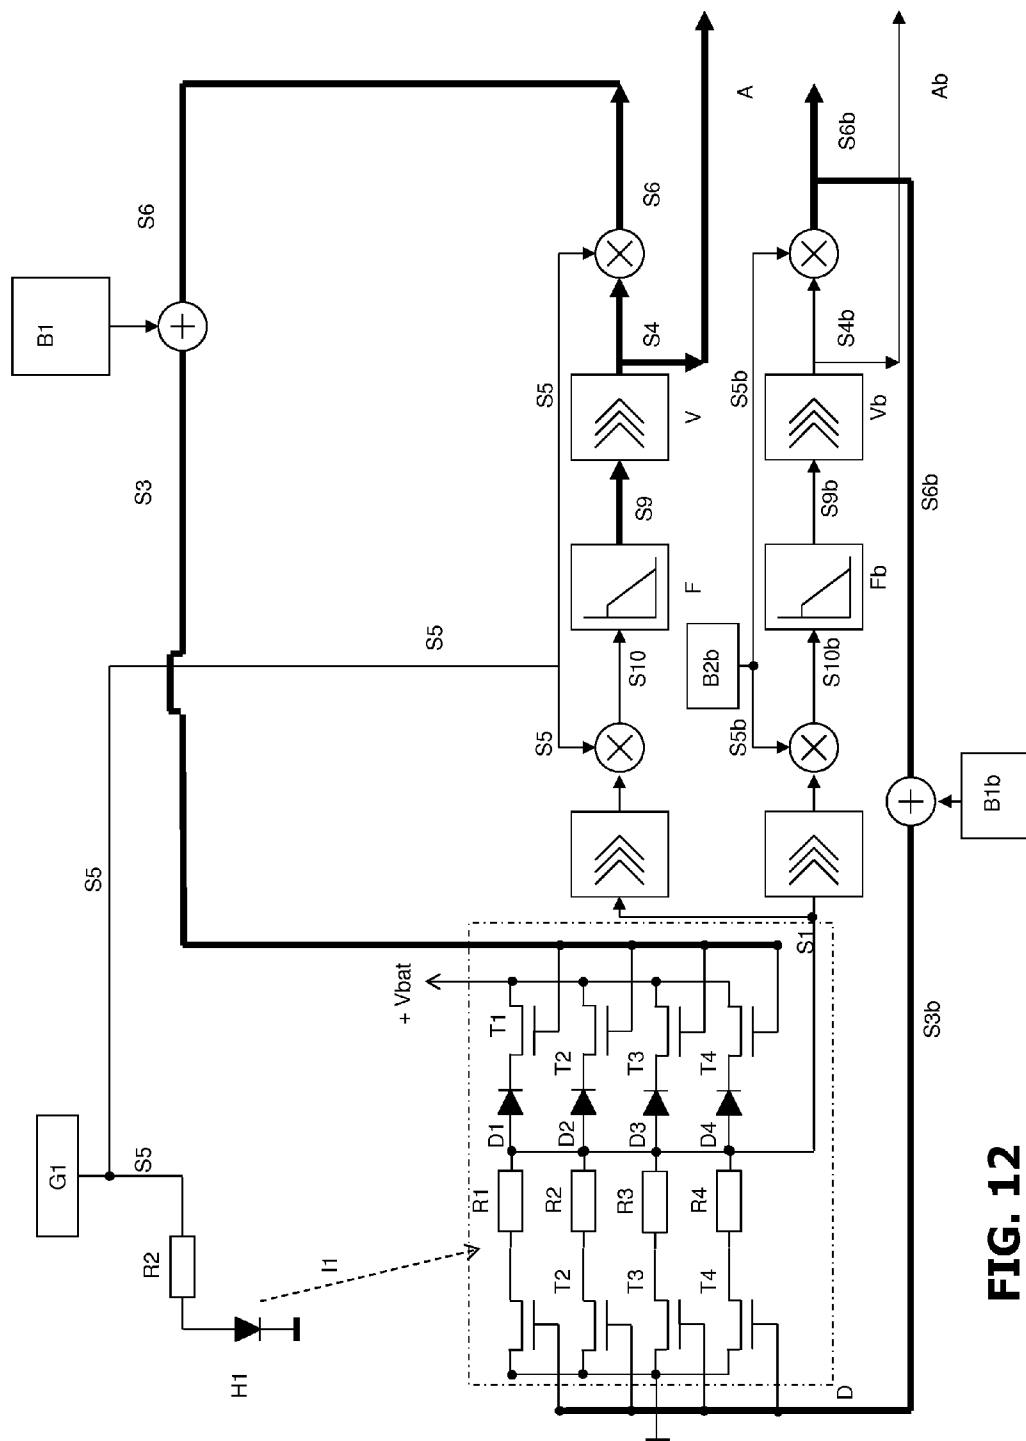 G1
S5
R2
H1
I1
S5
S5
B1
S6
S3
+ Vbat
T1
T2
T3
T4
D1
D2
D3
D4
R1
R2
R3
R4
T2
T3
T4
D
S1
S5
S10
F
S9
S5
V
S4
S6
A
S5b
B2b
S10b
Fb
S9b
S5b
Vb
S4b
S6b
Ab
S6b
B1b
S3b
FIG. 12